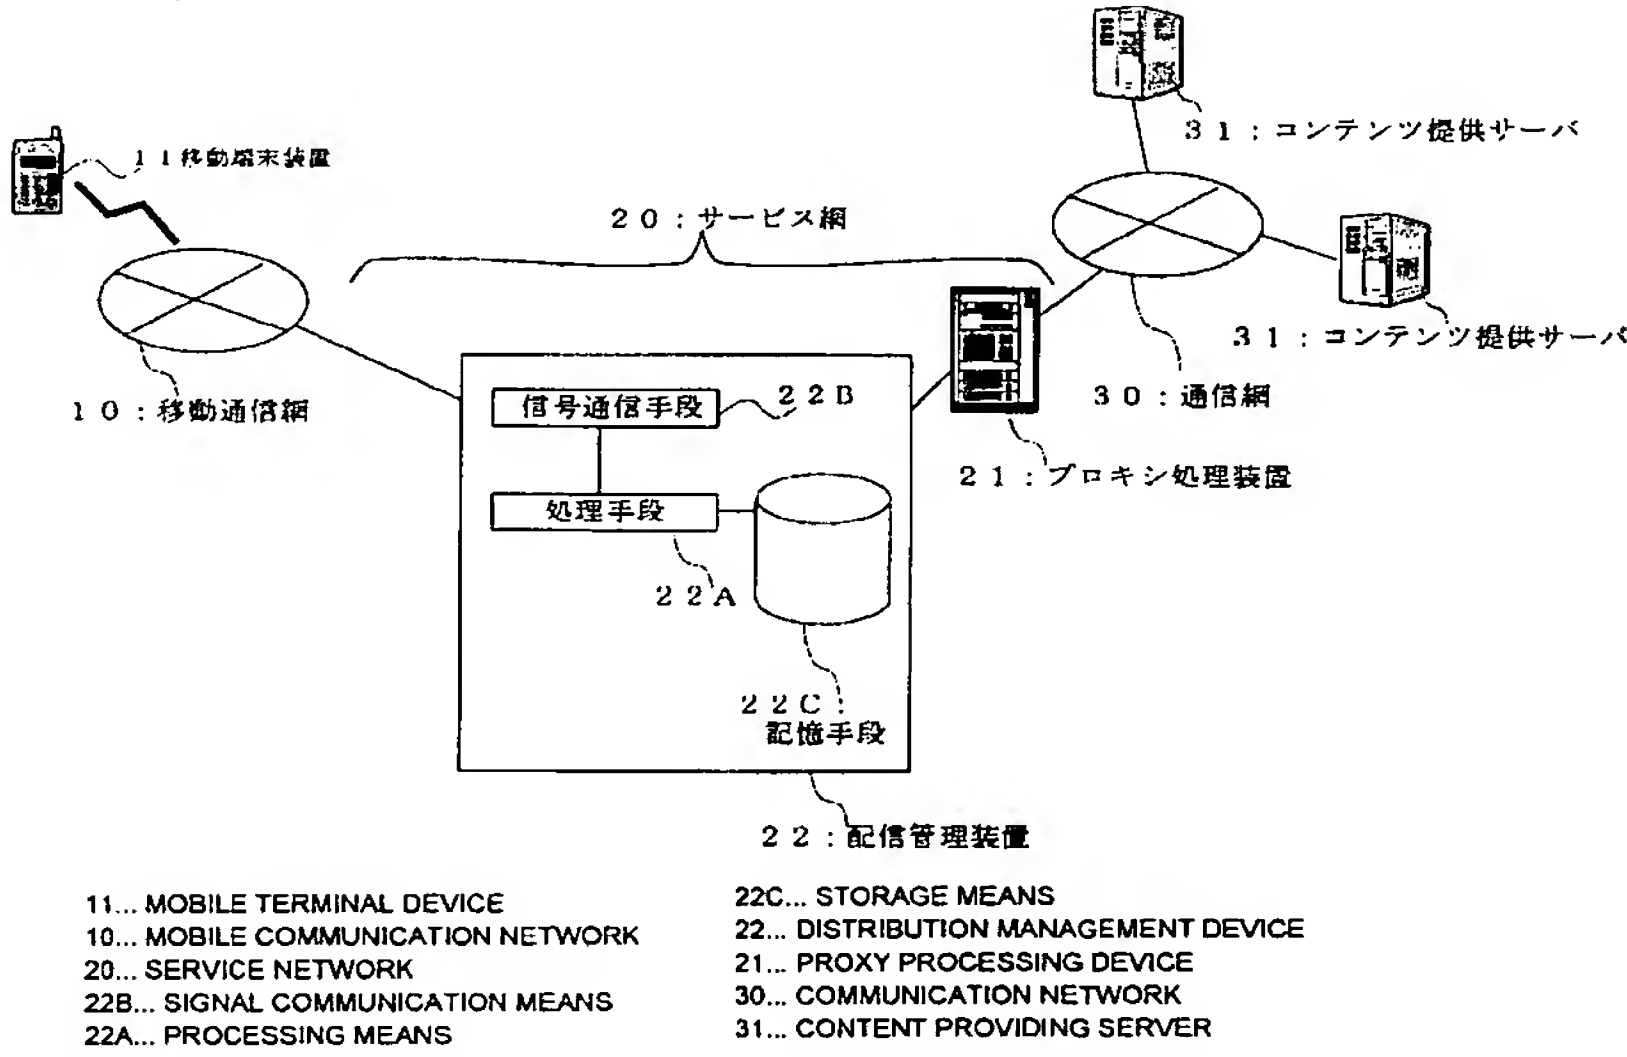 31：コンテンツ提供サーバ
11移動端末装置
20：サービス網
31：コンテンツ提供サーバ
10：移動通信網
信号通信手段
22B
30：通信網
21：プロキシ処理装置
処理手段
22A
22C：
記憶手段
22：配信管理装置
11... MOBILE TERMINAL DEVICE
10... MOBILE COMMUNICATION NETWORK
20... SERVICE NETWORK
22B... SIGNAL COMMUNICATION MEANS
22A... PROCESSING MEANS
22C... STORAGE MEANS
22... DISTRIBUTION MANAGEMENT DEVICE
21... PROXY PROCESSING DEVICE
30... COMMUNICATION NETWORK
31... CONTENT PROVIDING SERVER